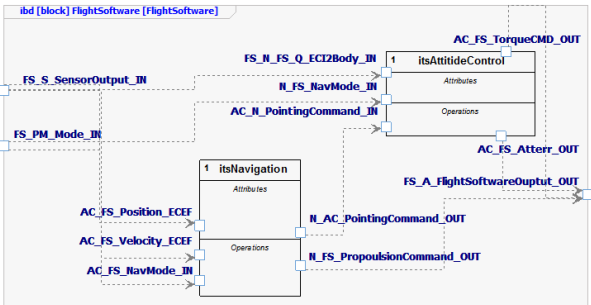 ibd [block] FlightSoftware [FlightSoftware]
AC_FS_TorqueCMD_OUT
FS_N_FS_Q_ECI2Body_IN
1 itsAttitideControl
Attributes
FS_S_SensorOutput_IN
N_FS_NavMode_IN
AC_N_PointingCommand_IN
Operations
FS_PM_Mode_IN
AC_FS_Atterr_OUT
1 itsNavigation
FS_A_FlightSoftwareOuptut_OUT
Attributes
AC_FS_Position_ECEF
N_AC_PointingCommand_OUT
AC_FS_Velocity_ECEF
Operations
N_FS_PropoulsionCommand_OUT
AC_FS_NavMode_IN